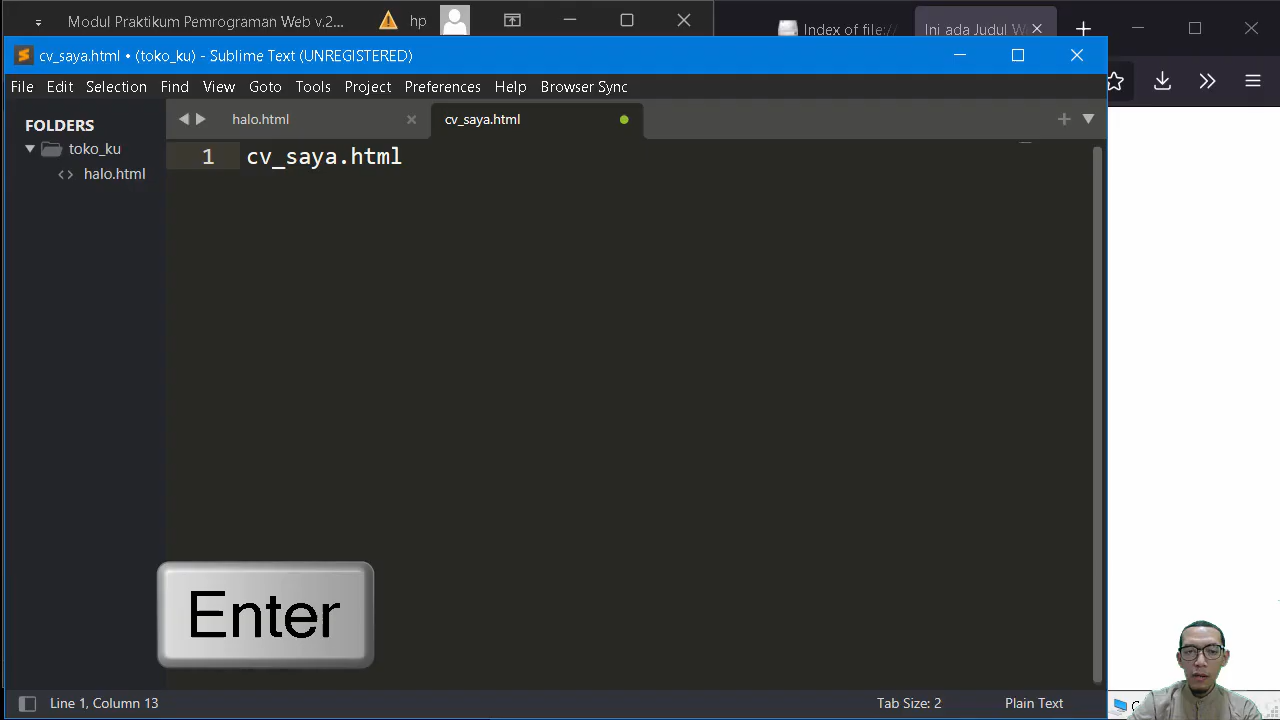 Modul Praktikum Pemrograman Web v.2...
hp
Index of file://
Ini ada Judul W
cv_saya.html • (toko_ku) - Sublime Text (UNREGISTERED)
File Edit Selection Find View Goto Tools Project Preferences Help Browser Sync
FOLDERS
toko_ku
halo.html
halo.html
cv_saya.html
1 cv_saya.html
Enter
Line 1, Column 13
Tab Size: 2
Plain Text